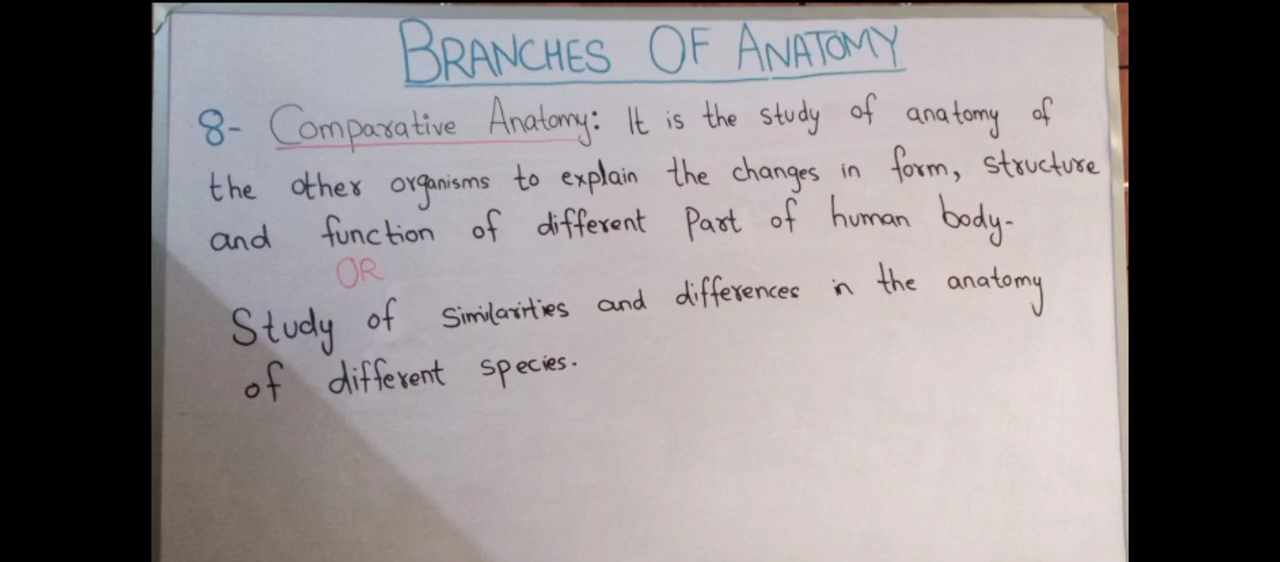 BRANCHES OF ANATOMY
8- Comparative Anatomy: It is the study of anatomy of
the other organisms to explain the changes in form, structure
and function of different Part of human body-
OR
Study of similarities and differences in the anatomy
of different species.